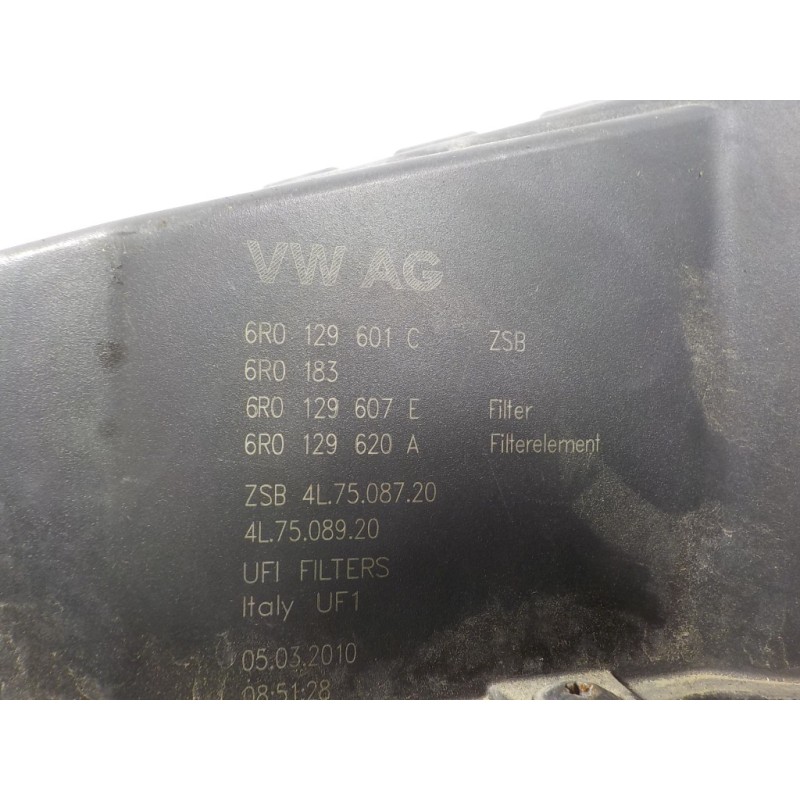 VW AG
6R0 129 601 C ZSB
6R0 183
6R0 129 607 E Filter
6R0 129 620 A Filterelement
ZSB 4L.75.087.20
4L.75.089.20
UFI FILTERS
Italy UF1
05.03.2010
08:51:28